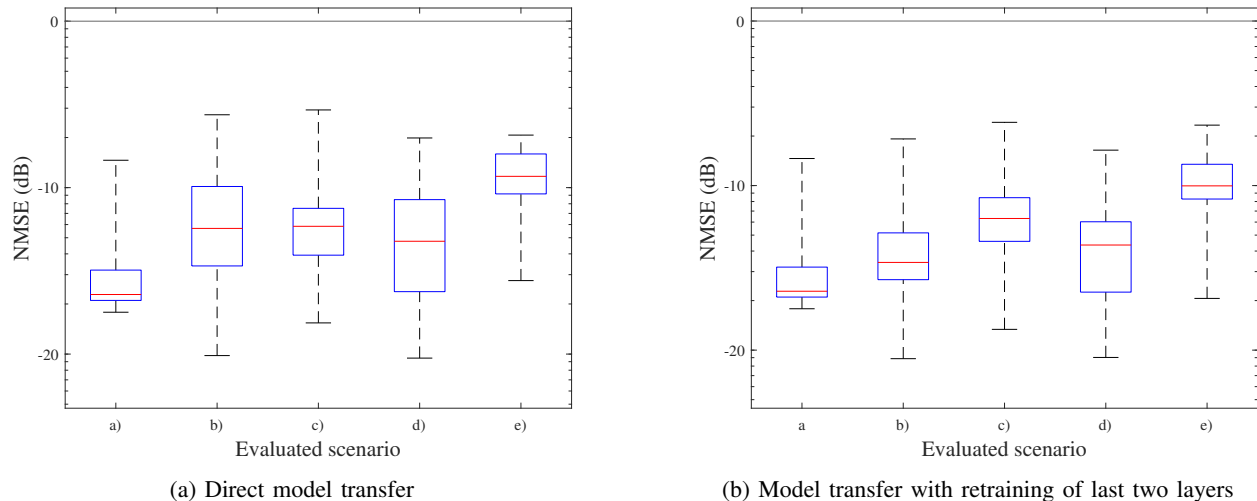 -0
-10
-20
NMSE (dB)
a)
b)
c)
d)
e)
Evaluated scenario
(a) Direct model transfer
-0
-10
-20
NMSE (dB)
a
b)
c)
d)
e)
Evaluated scenario
(b) Model transfer with retraining of last two layers